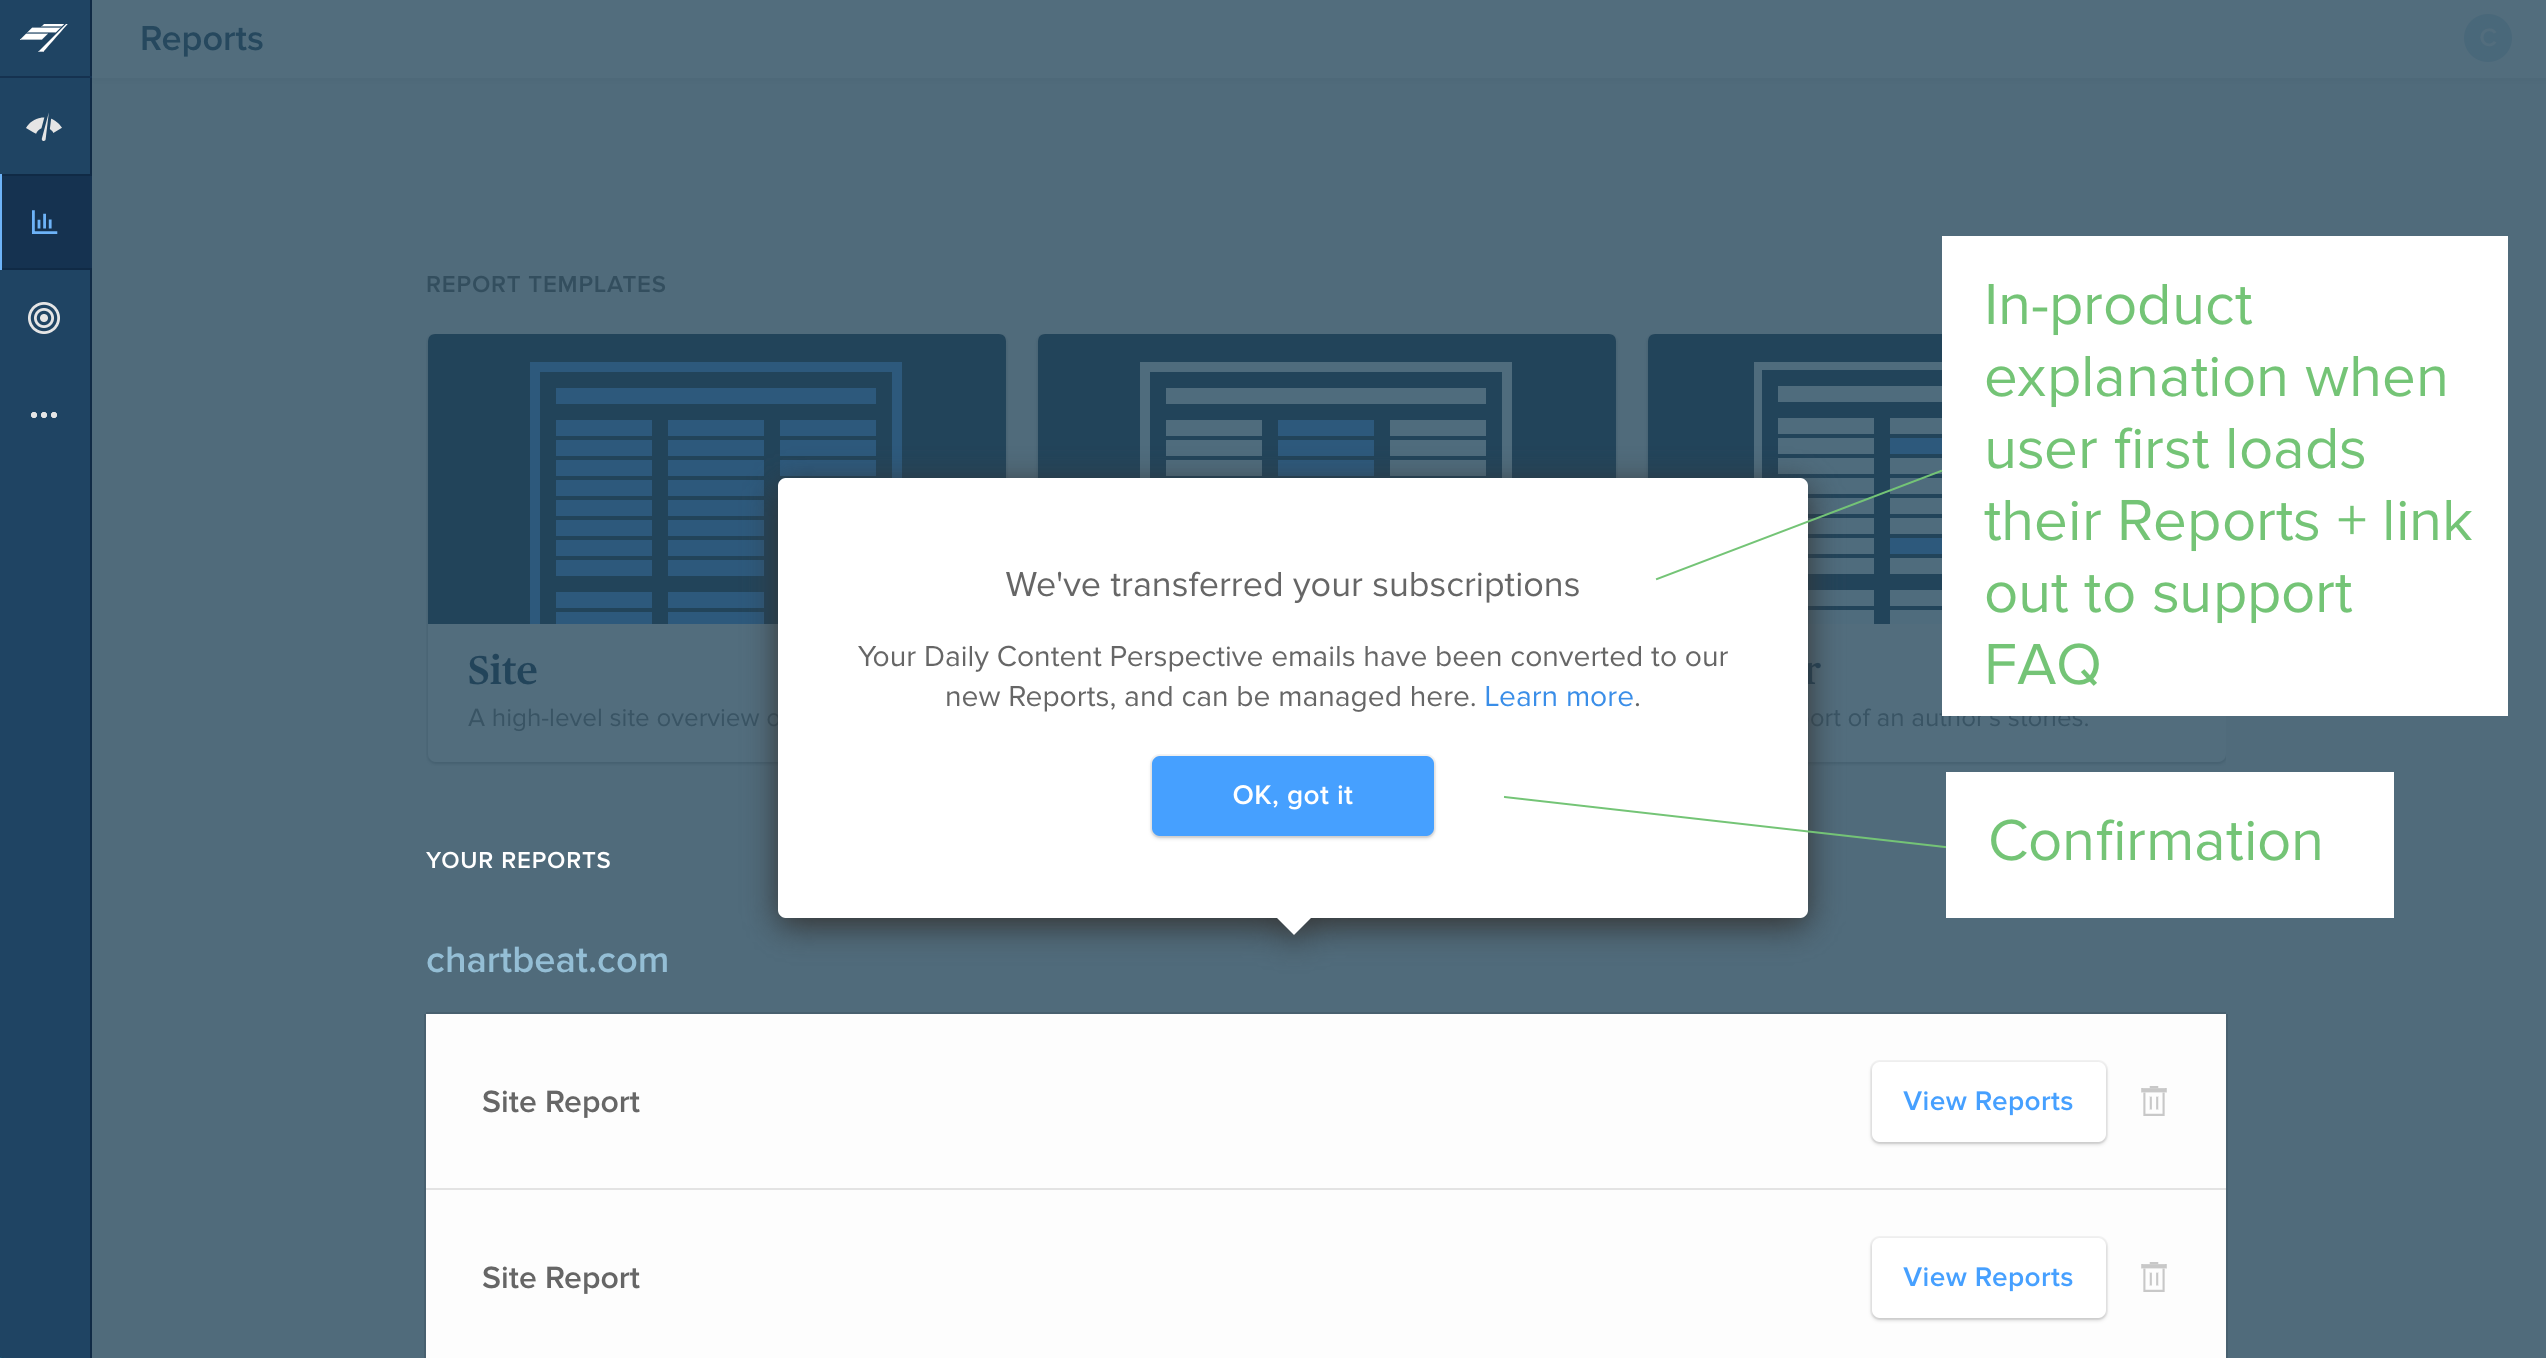 Reports
C
REPORT TEMPLATES
Site
A high-level site overview
ort of an author's stories.
We've transferred your subscriptions
Your Daily Content Perspective emails have been converted to our
new Reports, and can be managed here. Learn more.
OK, got it
In-product
explanation when
user first loads
their Reports + link
out to support
FAQ
Confirmation
YOUR REPORTS
chartbeat.com
Site Report
View Reports
Site Report
View Reports